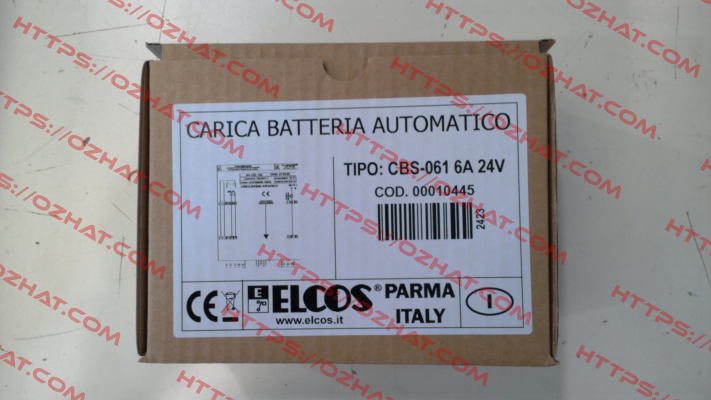 CARICA BATTERIA AUTOMATICO
TIPO: CBS-061 6A 24V
COD. 00010445
2423
CE
E ELCOS® PARMA
ITALY
I
www.elcos.it
HTTPS://OZHAT.COM